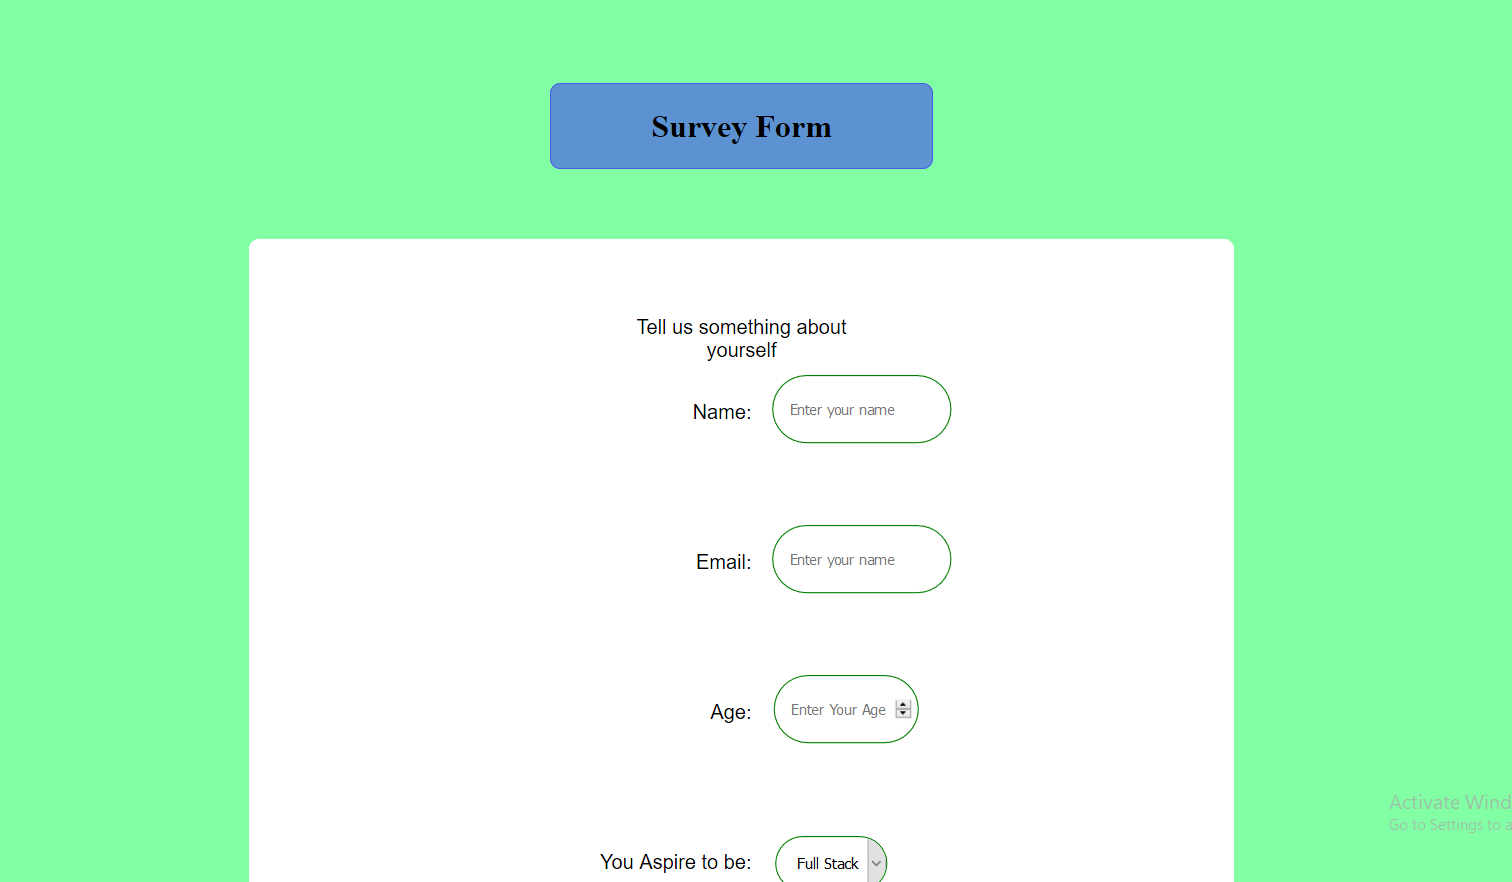 Survey Form
Tell us something about
yourself
Name: Enter your name
Email: Enter your name
Age: Enter Your Age
You Aspire to be: Full Stack
Activate Wind
Go to Settings to a